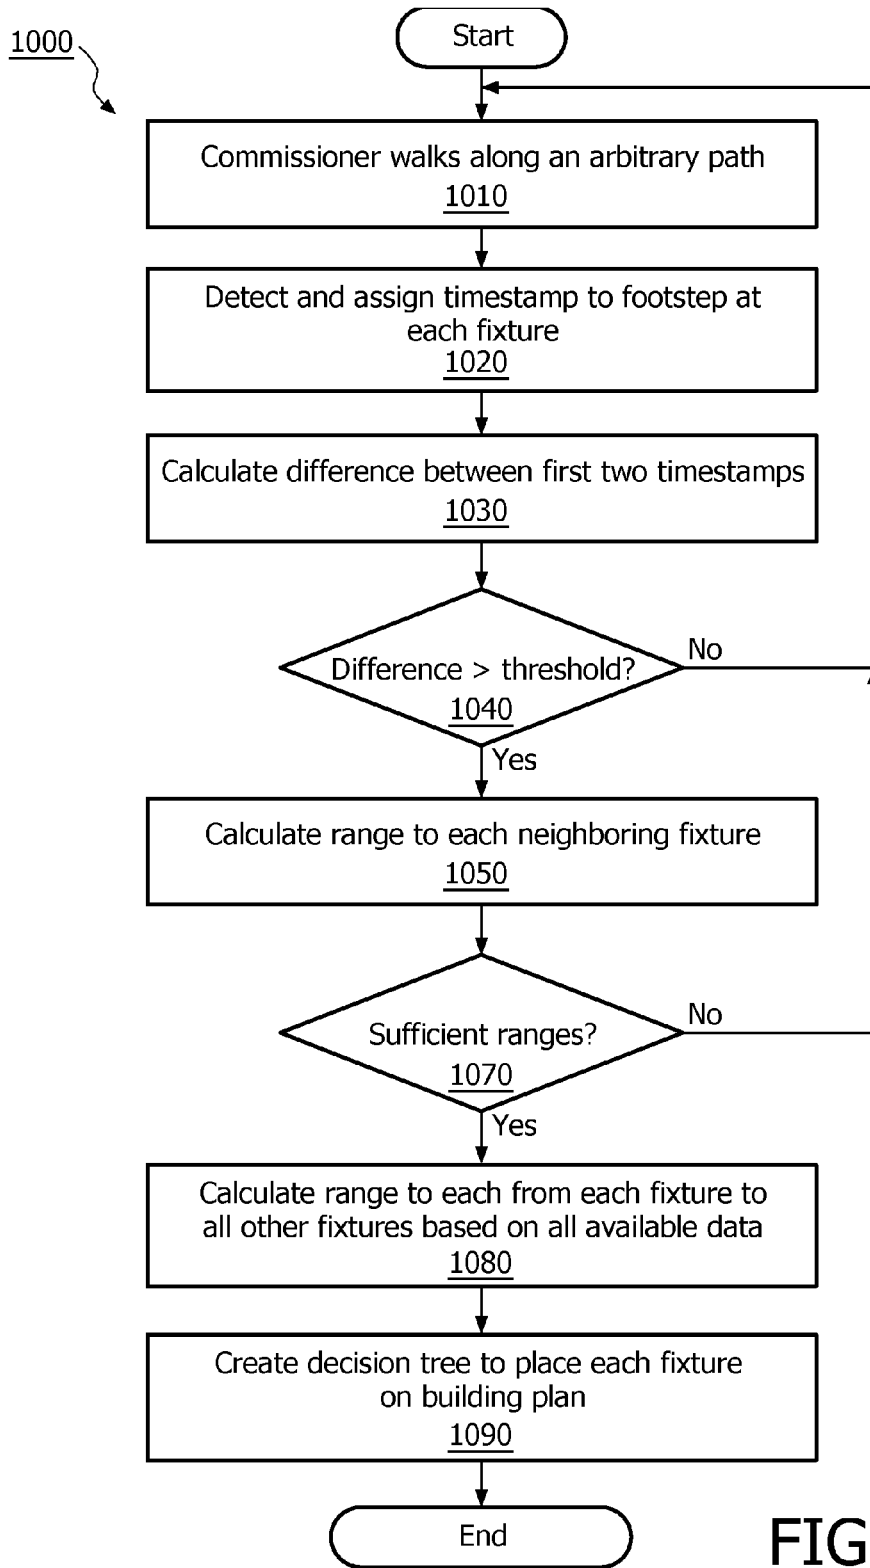 Start
1000
Commissioner walks along an arbitrary path
1010
Detect and assign timestamp to footstep at
each fixture
1020
Calculate difference between first two timestamps
1030
Difference > threshold?
1040
No
Yes
Calculate range to each neighboring fixture
1050
Sufficient ranges?
1070
No
Yes
Calculate range to each from each fixture to
all other fixtures based on all available data
1080
Create decision tree to place each fixture
on building plan
1090
End
FIG